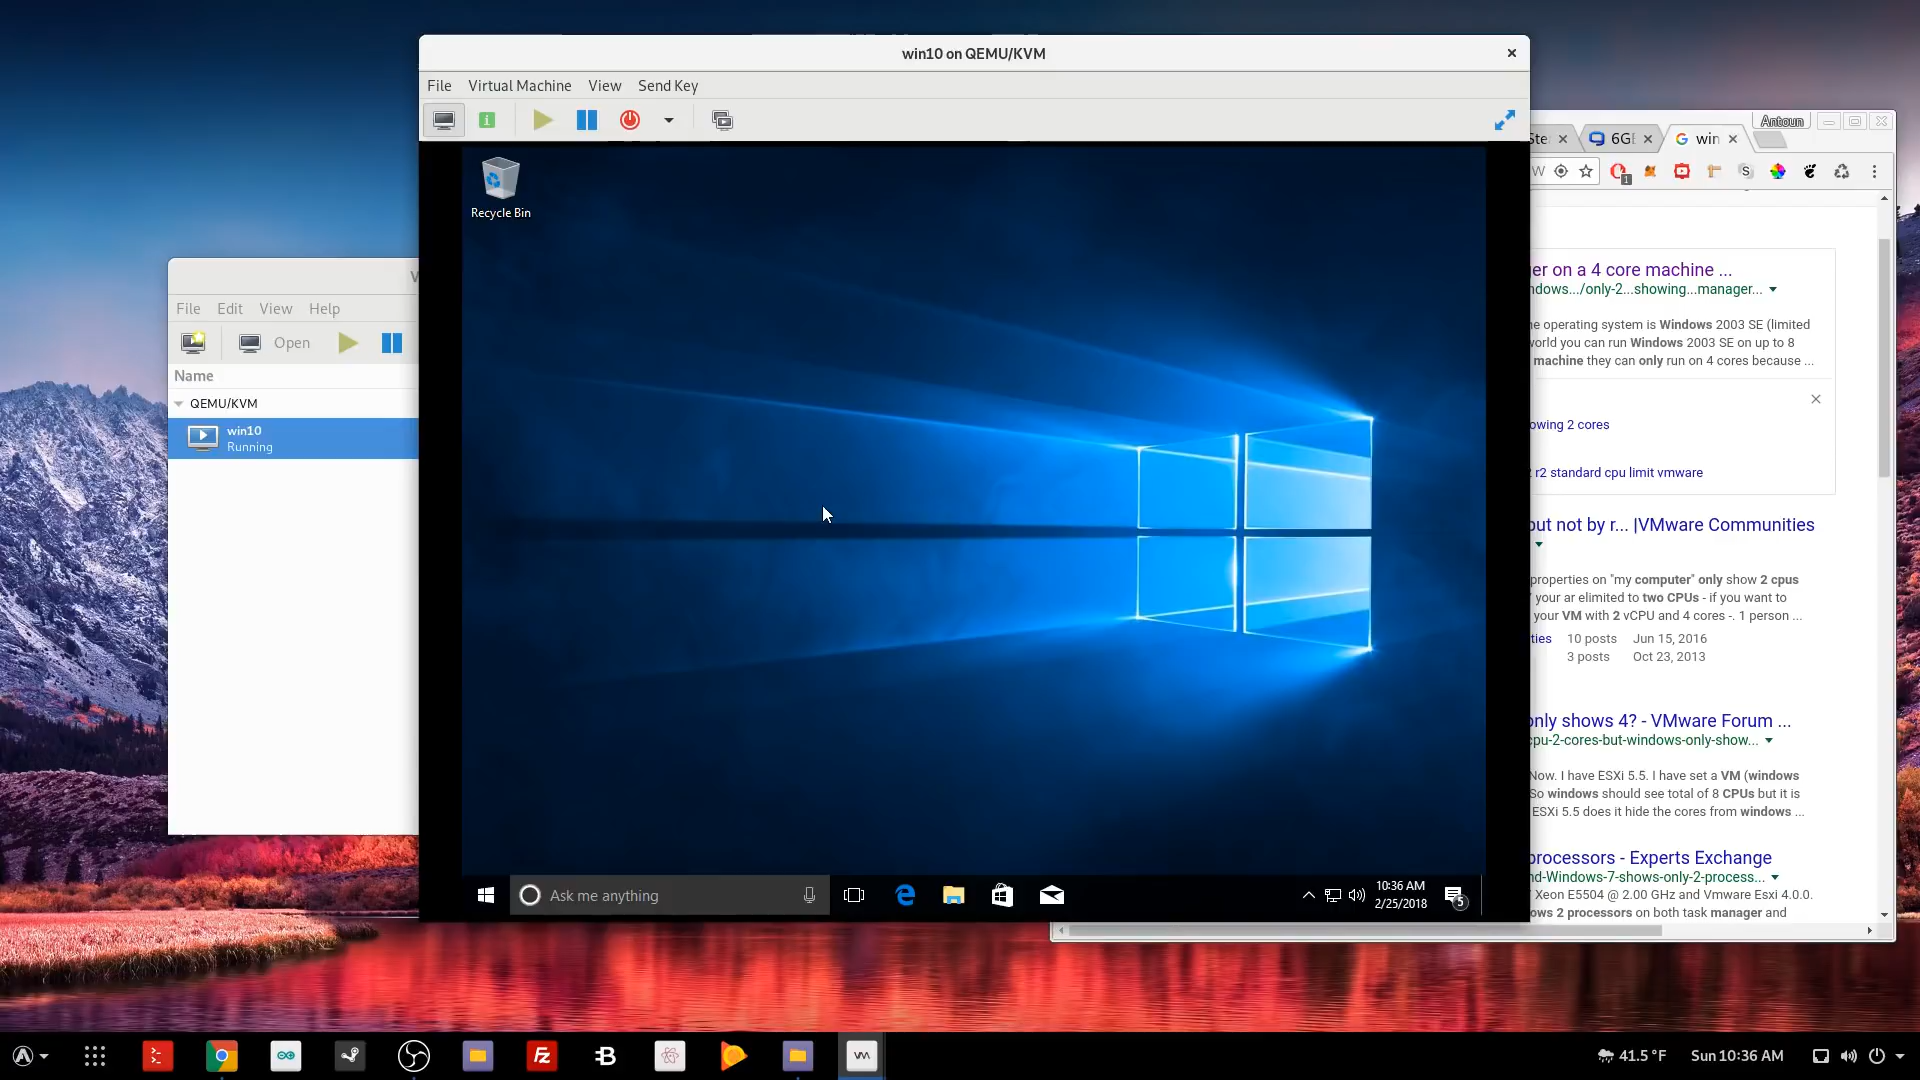 win10 on QEMU/KVM
File Virtual Machine View Send Key
Recycle Bin
Ask me anything
10:36 AM
2/25/2018
5
File Edit View Help
Open
Name
QEMU/KVM
win10
Running
Antoun
6G
win
W
S
1
er on a 4 core machine ...
ndows.../only-2...showing...manager...
e operating system is Windows 2003 SE (limited
world you can run Windows 2003 SE on up to 8
machine they can only run on 4 cores because ...
owing 2 cores
r2 standard cpu limit vmware
but not by r... |VMware Communities
properties on "my computer" only show 2 cpus
your ar elimited to two CPUs - if you want to
your VM with 2 vCPU and 4 cores -. 1 person ...
ties 10 posts Jun 15, 2016
3 posts Oct 23, 2013
only shows 4? - VMware Forum ...
cpu-2-cores-but-windows-only-show...
Now. I have ESXi 5.5. I have set a VM (windows
So windows should see total of 8 CPUs but it is
ESXi 5.5 does it hide the cores from windows ...
processors - Experts Exchange
nd-Windows-7-shows-only-2-process...
Xeon E5504 @ 2.00 GHz and Vmware Esxi 4.0.0.
ows 2 processors on both task manager and
41.5 °F Sun 10:36 AM